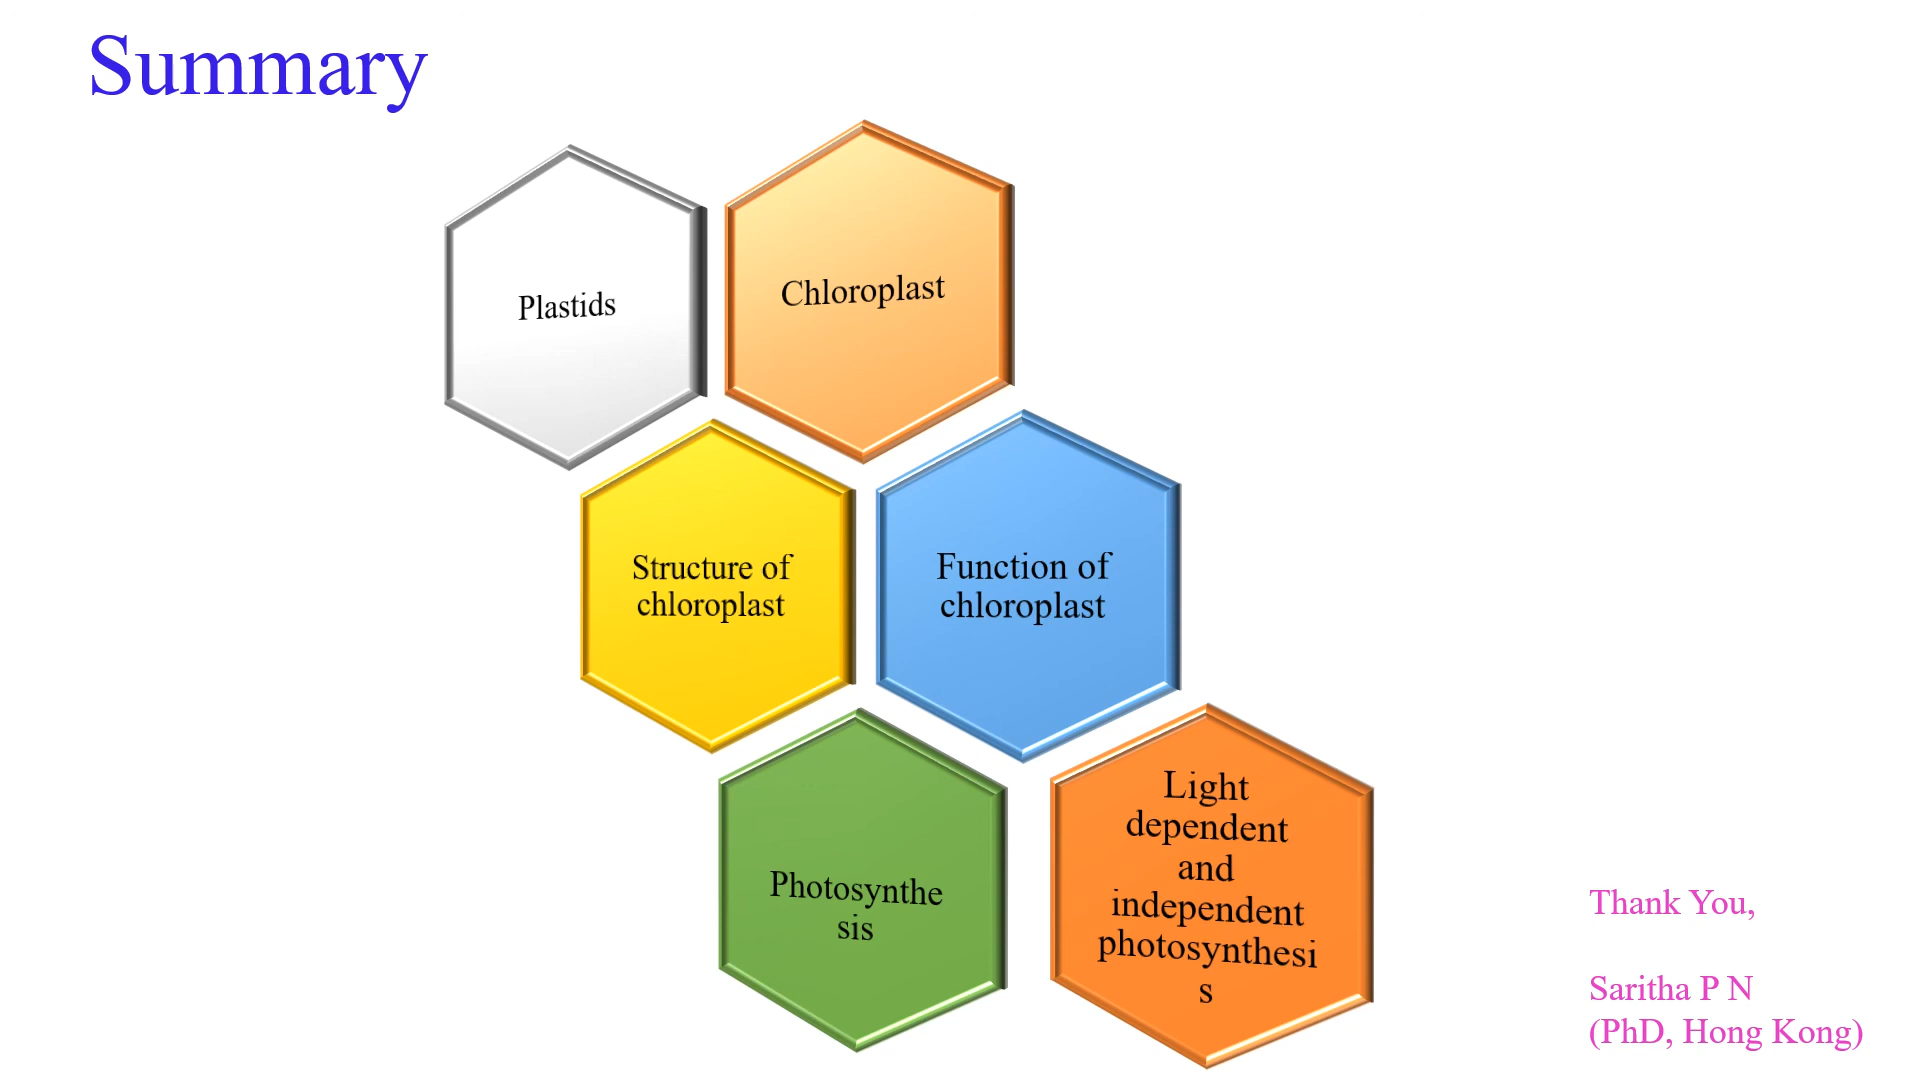 Summary
Plastids
Chloroplast
Structure of
chloroplast
Function of
chloroplast
Photosynthe
sis
Light
dependent
and
independent
photosynthesi
s
Thank You,
Saritha P N
(PhD, Hong Kong)